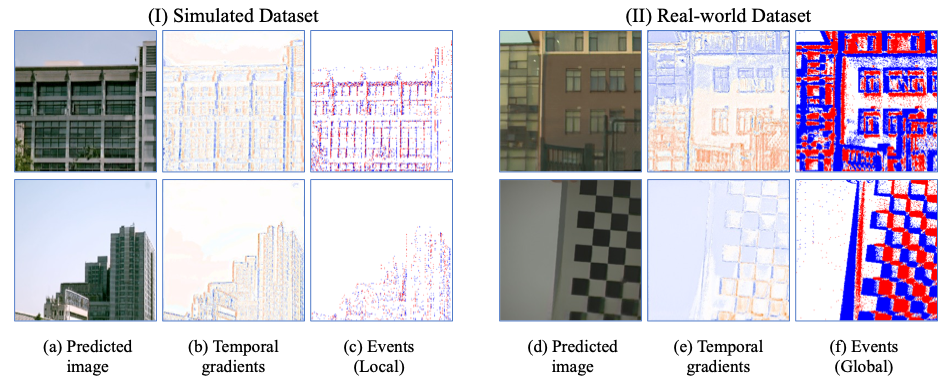 (I) Simulated Dataset
(II) Real-world Dataset
(a) Predicted
image
(b) Temporal
gradients
(c) Events
(Local)
(d) Predicted
image
(e) Temporal
gradients
(f) Events
(Global)